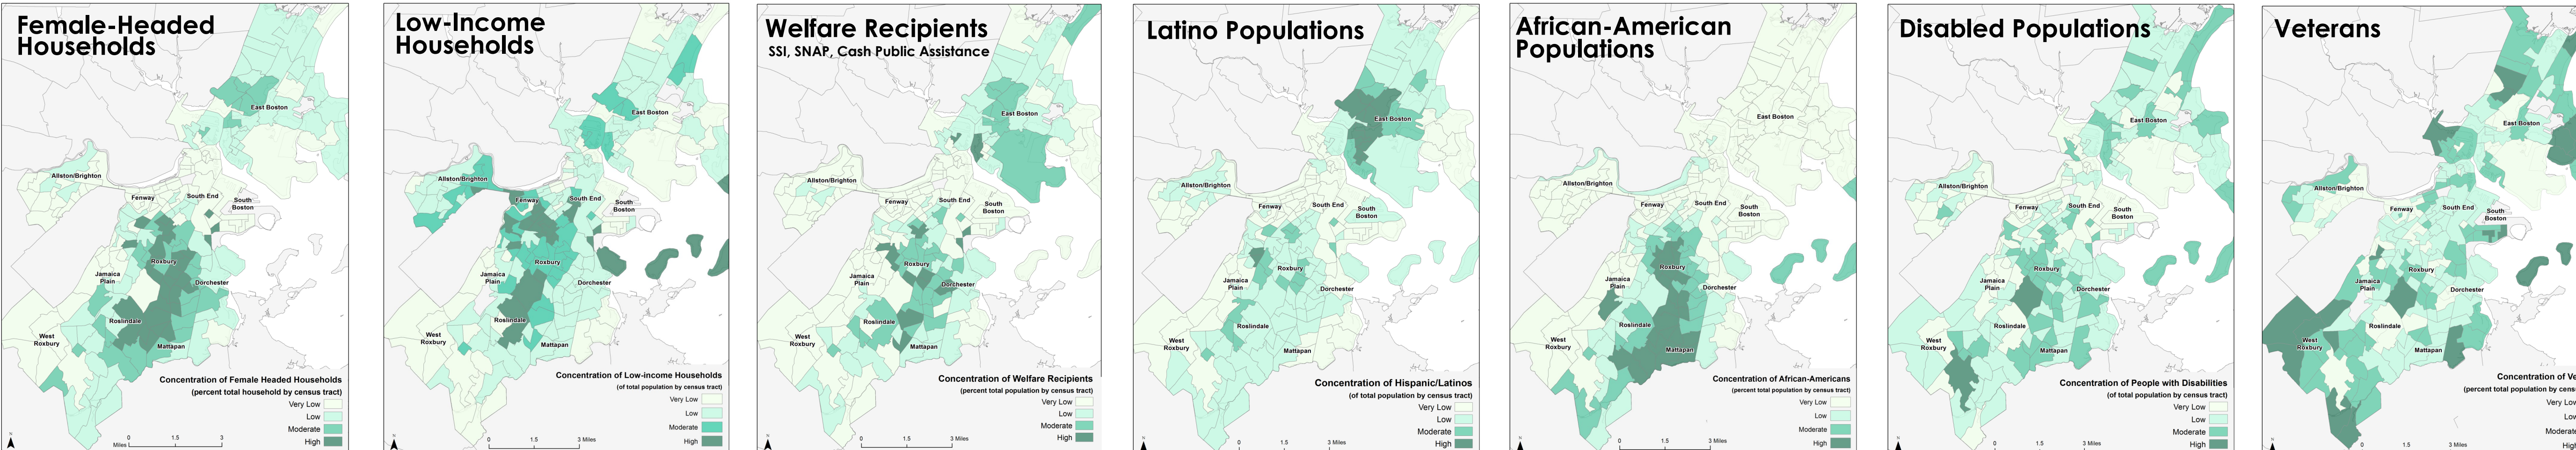 Female-Headed
Households
East Boston
Allston/Brighton
Fenway
South End
South
Boston
Roxbury
Jamaica
Plain
Dorchester
Roslindale
West
Roxbury
Mattapan
Concentration of Female Headed Households
(percent total household by census tract)
Very Low
Low
Moderate
High
N
Miles
0
1.5
3
Low-Income
Households
East Boston
Allston/Brighton
Fenway
South End
South
Boston
Roxbury
Jamaica
Plain
Dorchester
Roslindale
West
Roxbury
Mattapan
Concentration of Low-income Households
(of total population by census tract)
Very Low
Low
Moderate
High
N
0
1.5
3 Miles
Welfare Recipients
SSI, SNAP, Cash Public Assistance
East Boston
Allston/Brighton
Fenway
South End
South
Boston
Roxbury
Jamaica
Plain
Dorchester
Roslindale
West
Roxbury
Mattapan
Concentration of Welfare Recipients
(percent total population by census tract)
Very Low
Low
Moderate
High
N
0
1.5
3 Miles
Latino Populations
East Boston
Allston/Brighton
Fenway
South End
South
Boston
Roxbury
Jamaica
Plain
Dorchester
Roslindale
West
Roxbury
Mattapan
Concentration of Hispanic/Latinos
(of total population by census tract)
Very Low
Low
Moderate
High
N
0
1.5
3 Miles
African-American
Populations
East Boston
Allston/Brighton
Fenway
South End
South
Boston
Roxbury
Jamaica
Plain
Dorchester
Roslindale
West
Roxbury
Mattapan
Concentration of African-Americans
(percent total population by census tract)
Very Low
Low
Moderate
High
N
0
1.5
3 Miles
Disabled Populations
East Boston
Allston/Brighton
Fenway
South End
South
Boston
Roxbury
Jamaica
Plain
Dorchester
Roslindale
West
Roxbury
Mattapan
Concentration of People with Disabilities
(of total population by census tract)
Very Low
Low
Moderate
High
N
0
1.5
3 Miles
Veterans
East Boston
Allston/Brighton
Fenway
South End
South
Boston
Roxbury
Jamaica
Plain
Dorchester
Roslindale
West
Roxbury
Mattapan
Concentration of Ve
(percent total population by cens
Very Low
Low
Moderate
High
N
0
1.5
3 Miles